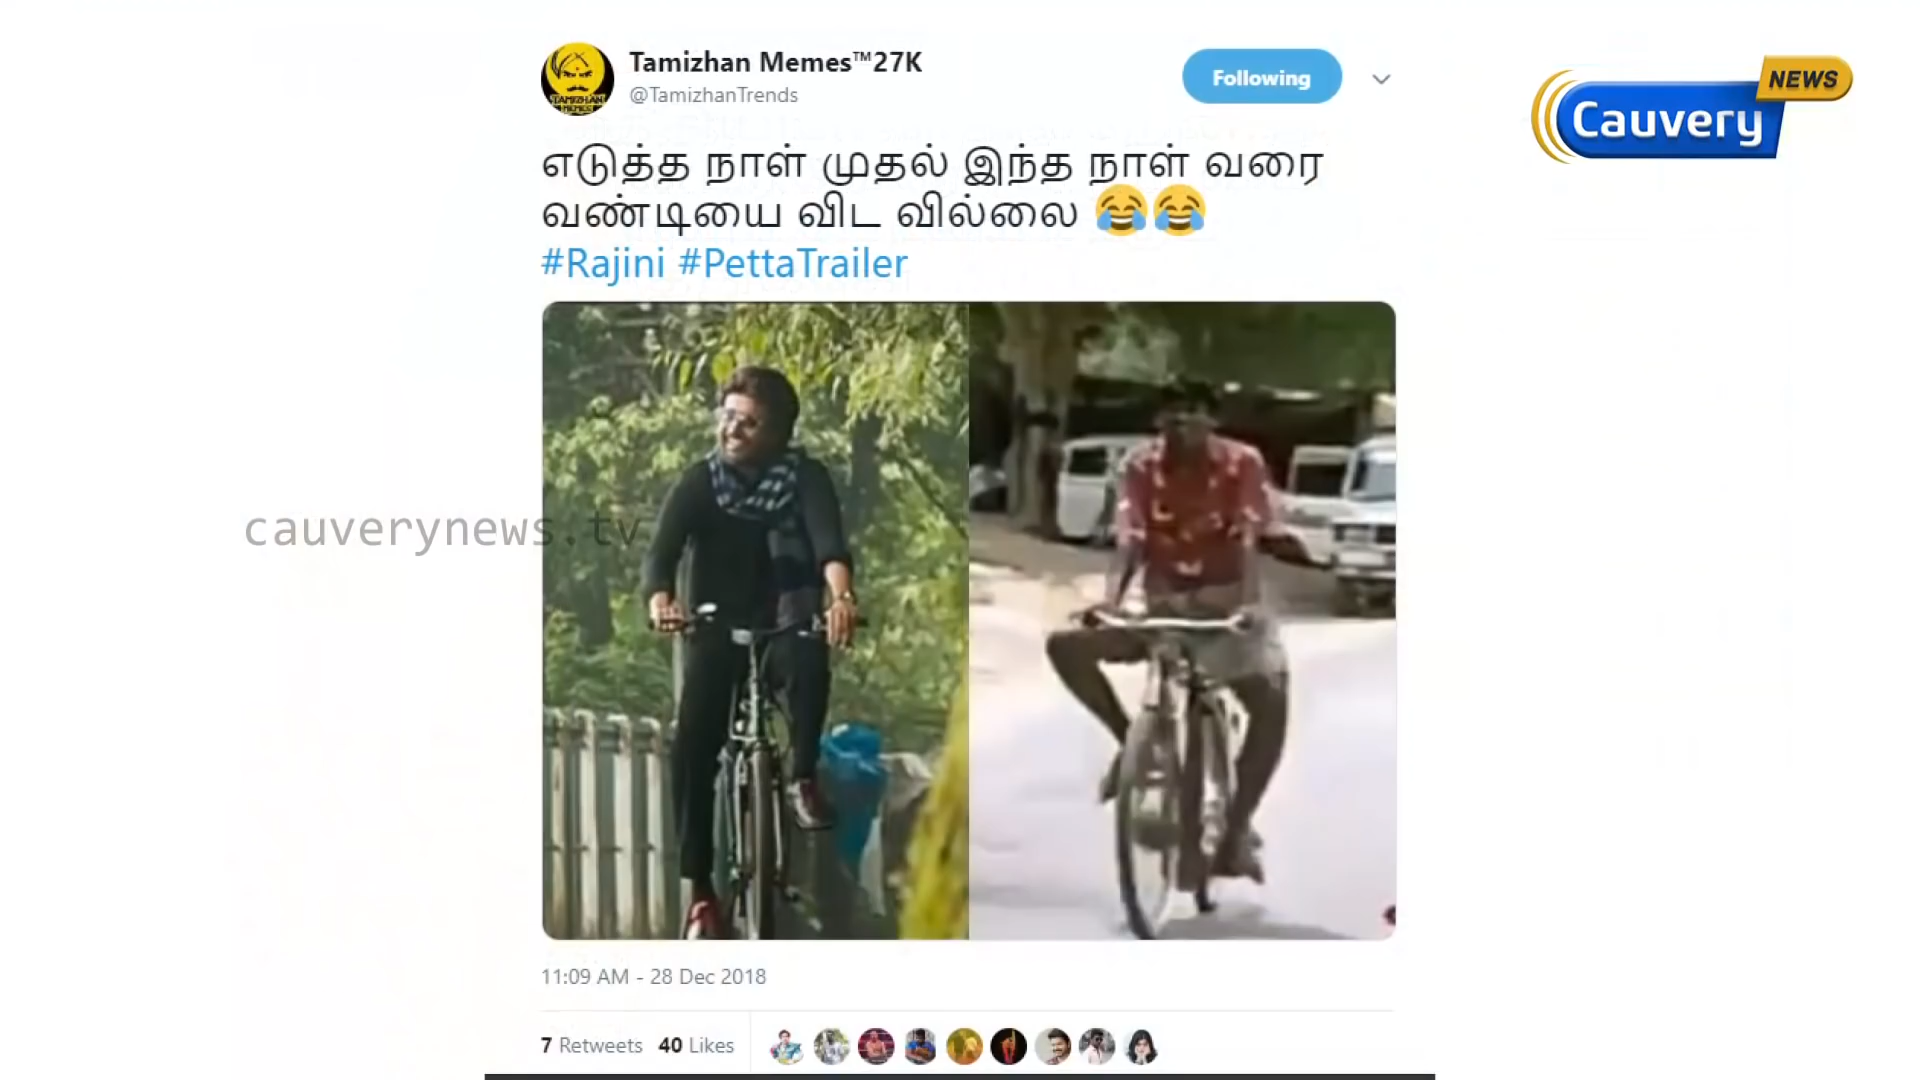 Tamizhan Memes™27K
@TamizhanTrends
Following
Cauvery NEWS
எடுத்த நாள் முதல் இந்த நாள் வரை
வண்டியை விட வில்லை 😂😂
#Rajini #PettaTrailer
cauverynews.tv
11:09 AM - 28 Dec 2018
7 Retweets 40 Likes